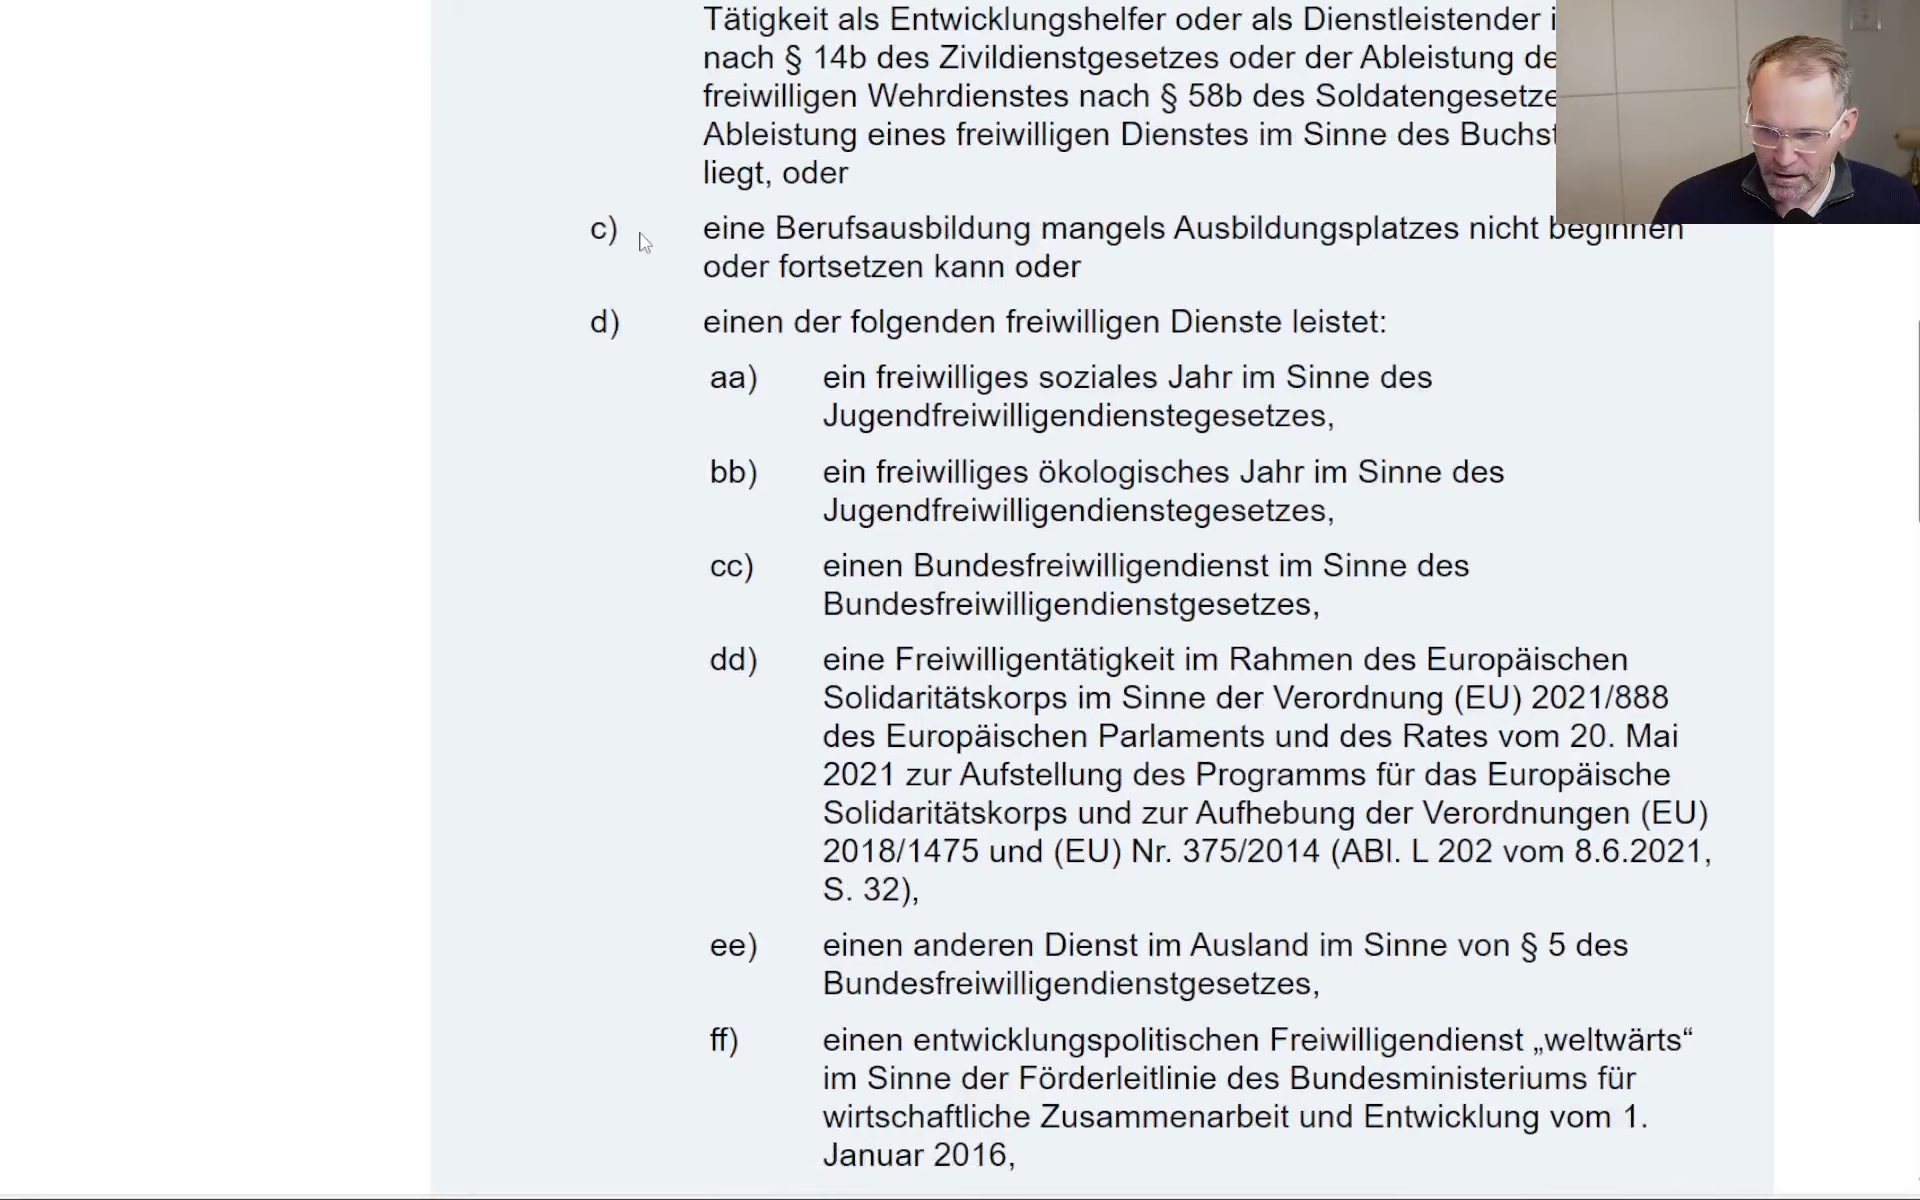 Tätigkeit als Entwicklungshelfer oder als Dienstleistender
nach § 14b des Zivildienstgesetzes oder der Ableistung
freiwilligen Wehrdienstes nach § 58b des
Ableistung eines freiwilligen Dienstes im Sinne des
liegt, oder
c) eine Berufsausbildung mangels Ausbildungsplatzes nicht beginnen
oder fortsetzen kann oder
d) einen der folgenden freiwilligen Dienste leistet:
aa) ein freiwilliges soziales Jahr im Sinne des
Jugendfreiwilligendienstegesetzes,
bb) ein freiwilliges ökologisches Jahr im Sinne des
Jugendfreiwilligendienstegesetzes,
cc) einen Bundesfreiwilligendienst im Sinne des
Bundesfreiwilligendienstgesetzes,
dd) eine Freiwilligentätigkeit im Rahmen des Europäischen
Solidaritätskorps im Sinne der Verordnung (EU) 2021/888
des Europäischen Parlaments und des Rates vom 20. Mai
2021 zur Aufstellung des Programms für das Europäische
Solidaritätskorps und zur Aufhebung der Verordnungen (EU)
2018/1475 und (EU) Nr. 375/2014 (ABl. L 202 vom 8.6.2021,
S. 32),
ee) einen anderen Dienst im Ausland im Sinne von § 5 des
Bundesfreiwilligendienstgesetzes,
ff) einen entwicklungspolitischen Freiwilligendienst „weltwärts“
im Sinne der Förderleitlinie des Bundesministeriums für
wirtschaftliche Zusammenarbeit und Entwicklung vom 1.
Januar 2016,